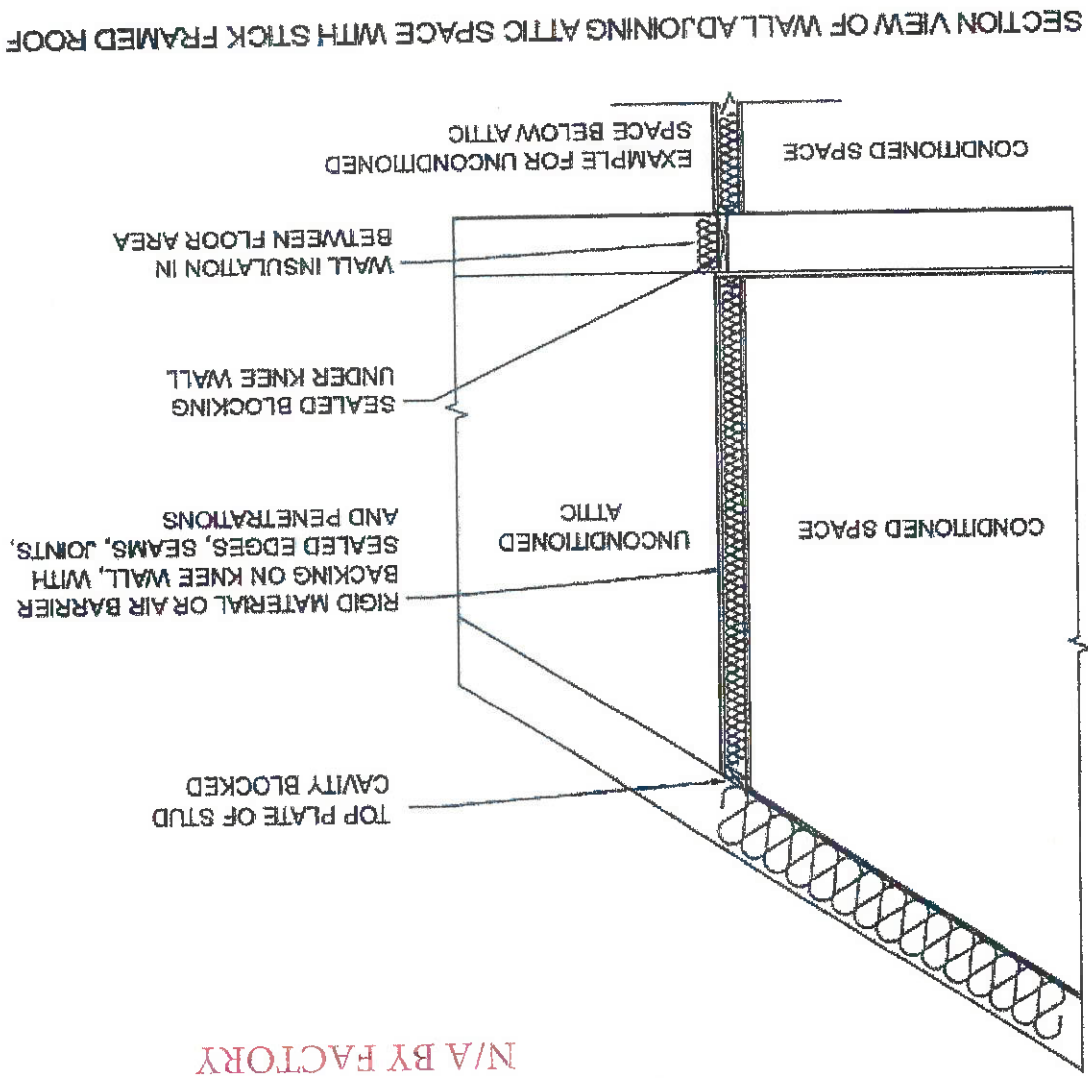 N/A BY FACTORY
TOP PLATE OF STUD
CAVITY BLOCKED
CONDITIONED SPACE
UNCONDITIONED
ATTIC
RIGID MATERIAL OR AIR BARRIER
BACKING ON KNEE WALL, WITH
SEALED EDGES, SEAMS, JOINTS,
AND PENETRATIONS
SEALED BLOCKING
UNDER KNEE WALL
WALL INSULATION IN
BETWEEN FLOOR AREA
CONDITIONED SPACE
EXAMPLE FOR UNCONDITIONED
SPACE BELOW ATTIC
SECTION VIEW OF WALL ADJOINING ATTIC SPACE WITH STICK FRAMED ROOF